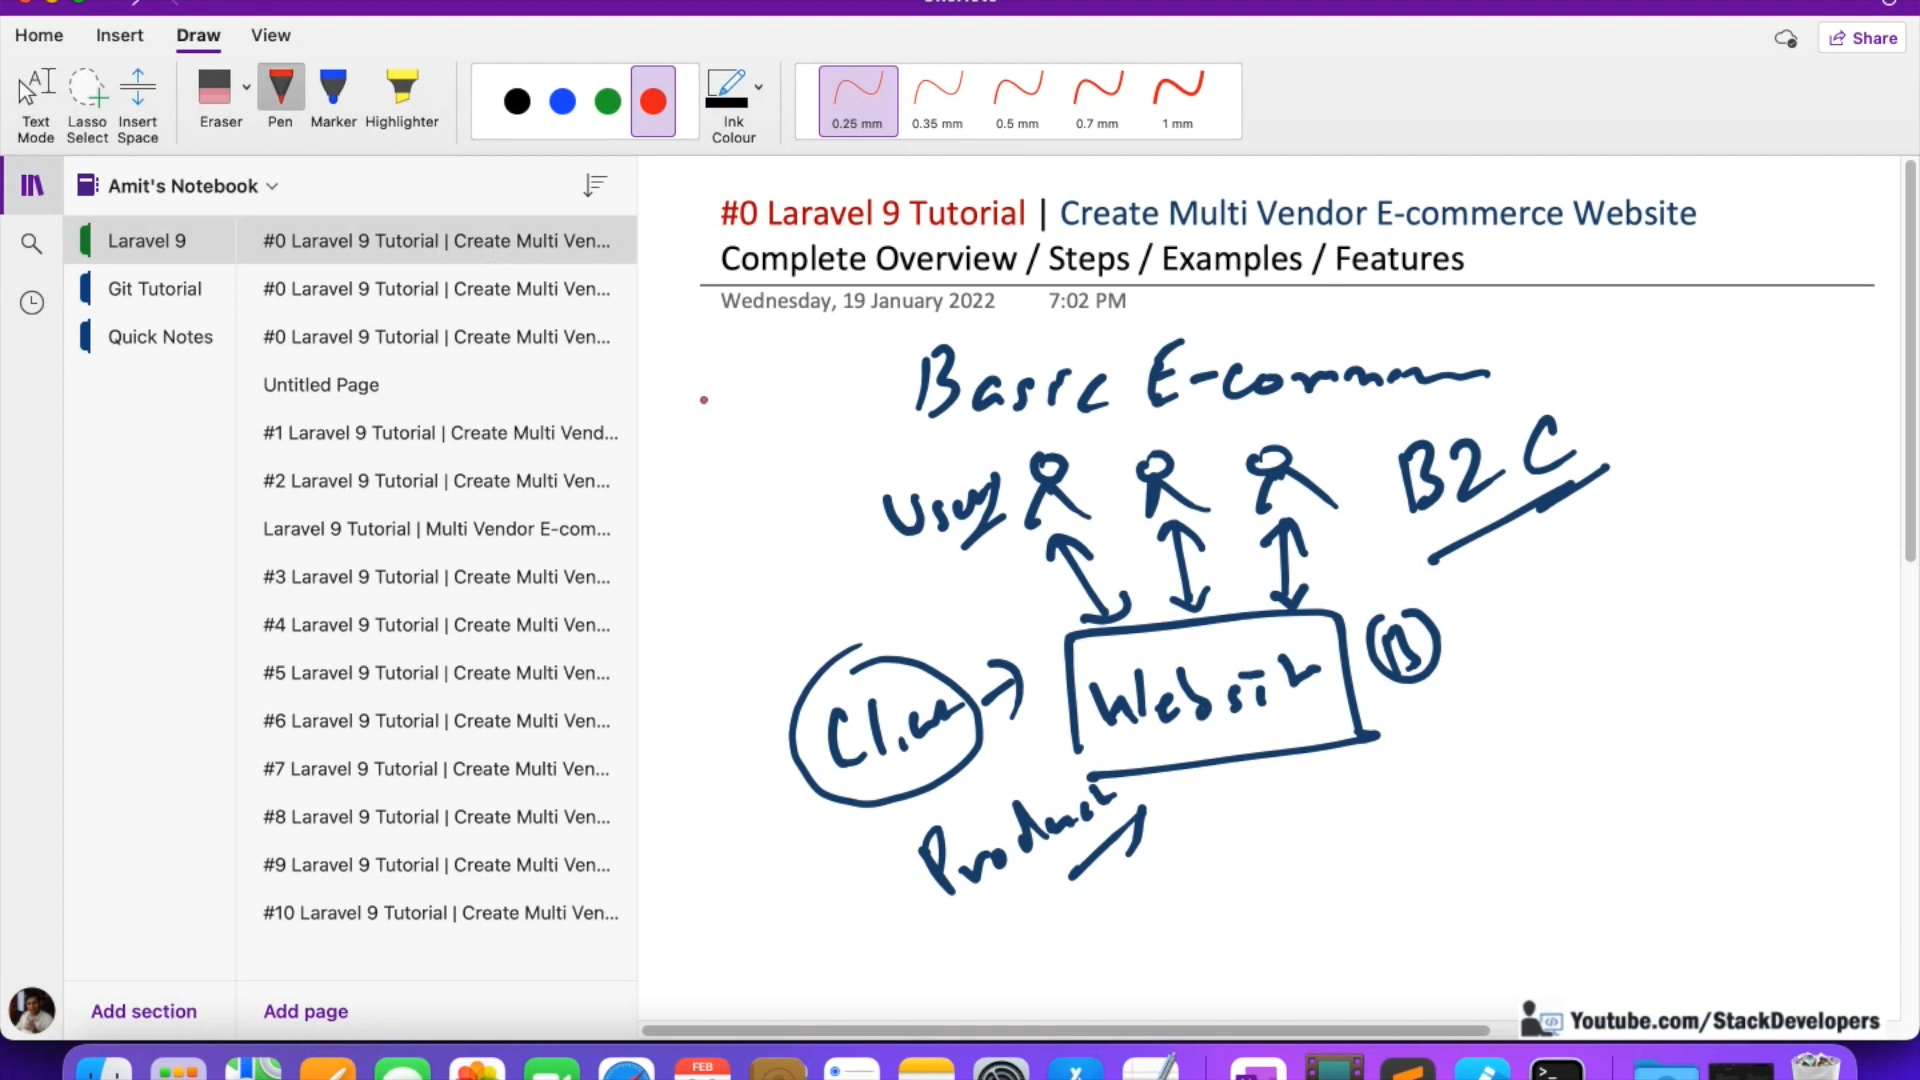 Home Insert Draw View
Share
Text Mode
Lasso Select
Insert Space
Eraser
Pen
Marker
Highlighter
Ink Colour
0.25 mm
0.35 mm
0.5 mm
0.7 mm
1 mm
Amit's Notebook
Laravel 9
Git Tutorial
Quick Notes
#0 Laravel 9 Tutorial | Create Multi Ven...
#0 Laravel 9 Tutorial | Create Multi Ven...
#0 Laravel 9 Tutorial | Create Multi Ven...
Untitled Page
#1 Laravel 9 Tutorial | Create Multi Vend...
#2 Laravel 9 Tutorial | Create Multi Ven...
Laravel 9 Tutorial | Multi Vendor E-com...
#3 Laravel 9 Tutorial | Create Multi Ven...
#4 Laravel 9 Tutorial | Create Multi Ven...
#5 Laravel 9 Tutorial | Create Multi Ven...
#6 Laravel 9 Tutorial | Create Multi Ven...
#7 Laravel 9 Tutorial | Create Multi Ven...
#8 Laravel 9 Tutorial | Create Multi Ven...
#9 Laravel 9 Tutorial | Create Multi Ven...
#10 Laravel 9 Tutorial | Create Multi Ven...
Add section
Add page
#0 Laravel 9 Tutorial | Create Multi Vendor E-commerce Website
Complete Overview / Steps / Examples / Features
Wednesday, 19 January 2022 7:02 PM
Basic E-comm
B2C
B
Youtube.com/StackDevelopers
FEB